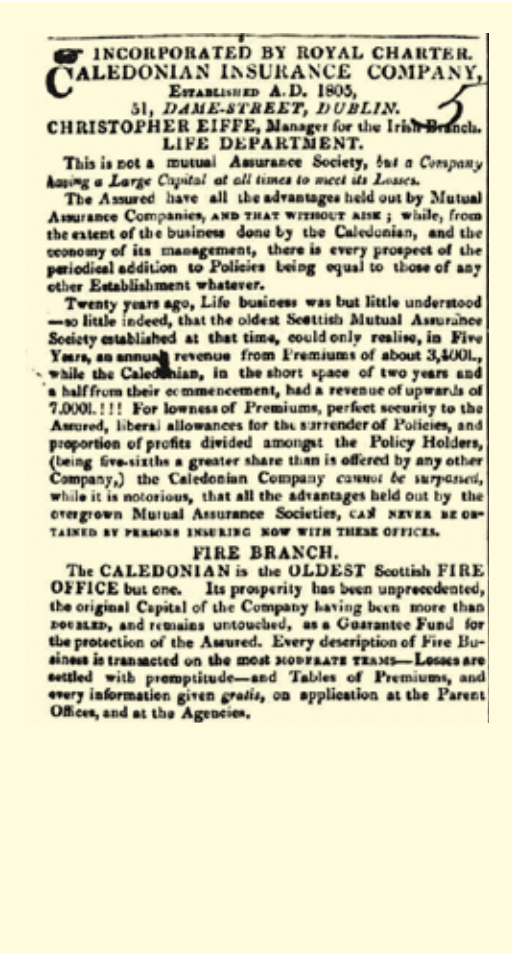 INCORPORATED BY ROYAL CHARTER.
CALEDONIAN INSURANCE COMPANY,
ESTABLISHED A.D. 1805,
51, DAME-STREET, DUBLIN.
5
CHRISTOPHER EIFFE, Manager for the Irish Branch.
LIFE DEPARTMENT.
This is not a mutual Assurance Society, but a Company
having a Large Capital at all times to meet its Losses.
The Assured have all the advantages held out by Mutual
Assurance Companies, AND THAT WITHOUT RISK; while, from
the extent of the business done by the Caledonian, and the
economy of its management, there is every prospect of the
periodical addition to Policies being equal to those of any
other Establishment whatever.
Twenty years ago, Life business was but little understood
—so little indeed, that the oldest Scottish Mutual Assurance
Society established at that time, could only realise, in Five
Years, an annual revenue from Premiums of about 3,400l.,
while the Caledonian, in the short space of two years and
a half from their commencement, had a revenue of upwards of
7.000l.!!! For lowness of Premiums, perfect security to the
Assured, liberal allowances for the surrender of Policies, and
proportion of profits divided amongst the Policy Holders,
(being five-sixths a greater share than is offered by any other
Company,) the Caledonian Company cannot be surpassed,
while it is notorious, that all the advantages held out by the
overgrown Mutual Assurance Societies, CAN NEVER BE OB-
TAINED BY PERSONS INSURING NOW WITH THESE OFFICES.
FIRE BRANCH.
The CALEDONIAN is the OLDEST Scottish FIRE
OFFICE but one. Its prosperity has been unprecedented,
the original Capital of the Company having been more than
DOUBLED, and remains untouched, as a Guarantee Fund for
the protection of the Assured. Every description of Fire Bu-
siness is transacted on the most MODERATE TERMS—Losses are
settled with promptitude—and Tables of Premiums, and
every information given gratis, on application at the Parent
Offices, and at the Agencies.